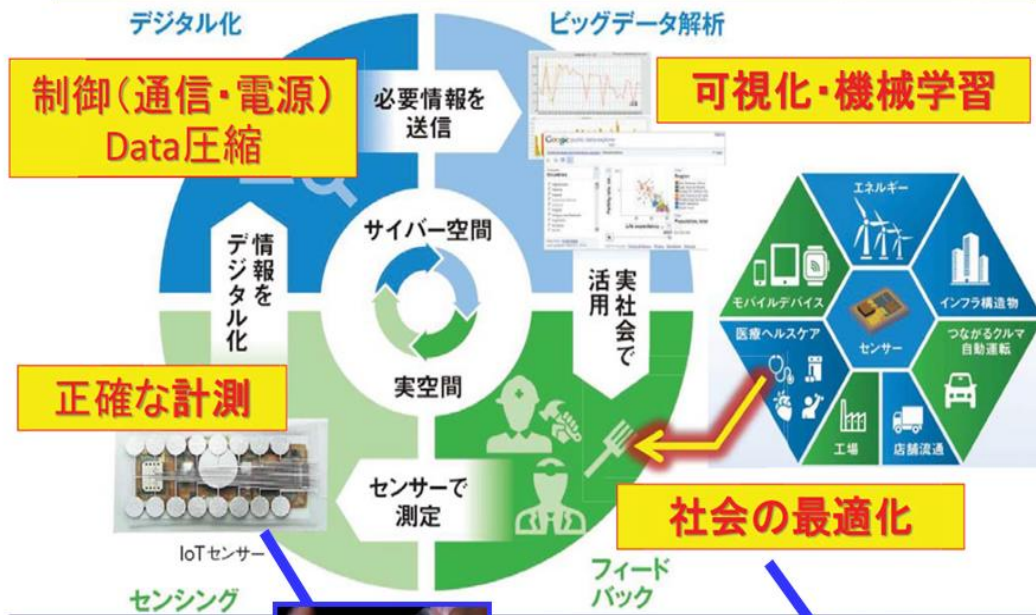 デジタル化
ビッグデータ解析
制御（通信・電源）
Data圧縮
必要情報を
送信
可視化・機械学習
Google
サイバー空間
情報を
デジタル化
実社会で
活用
実空間
エネルギー
モバイルデバイス
インフラ構造物
センサー
医療ヘルスケア
つながるクルマ
自動運転
工場
店舗流通
正確な計測
センサーで
測定
IoTセンサー
社会の最適化
センシング
フィード
バック